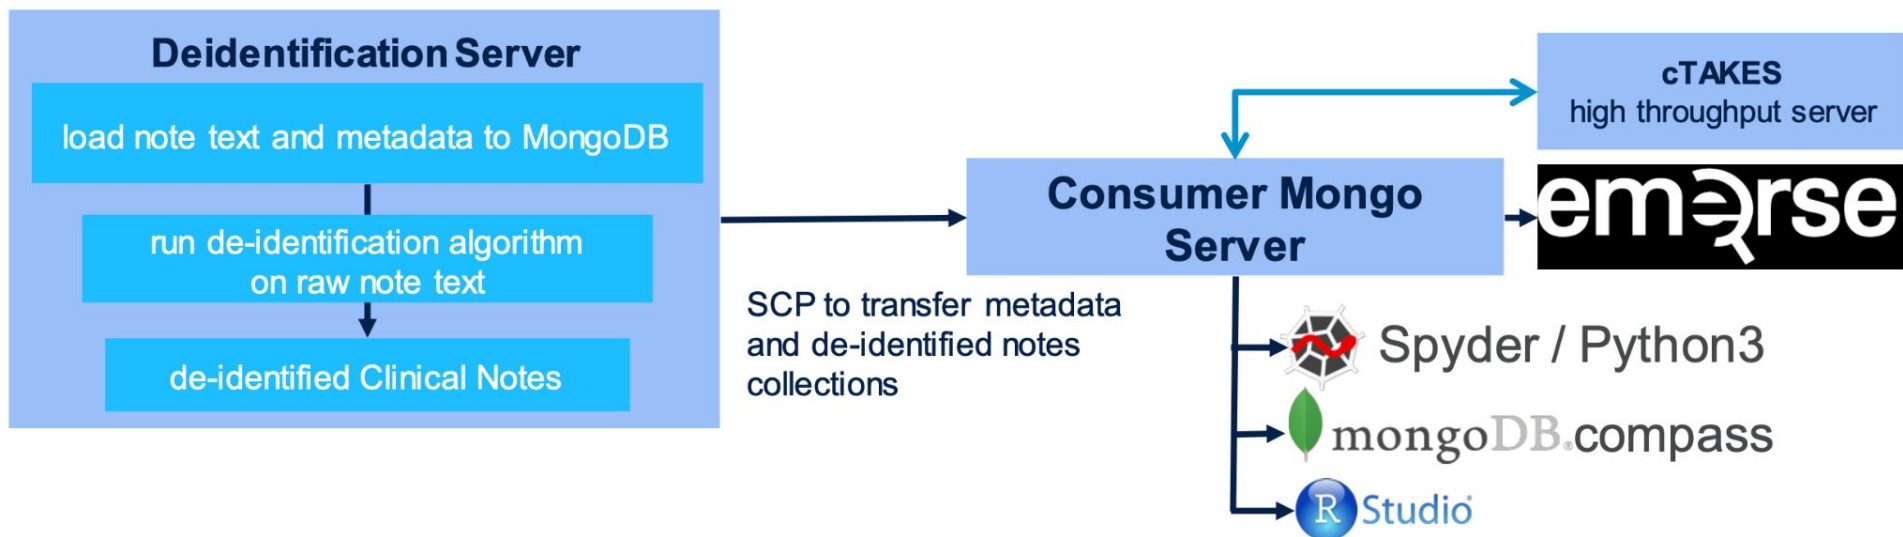 Deidentification Server
load note text and metadata to MongoDB
run de-identification algorithm
on raw note text
de-identified Clinical Notes
SCP to transfer metadata
and de-identified notes
collections
Consumer Mongo
Server
cTAKES
high throughput server
emerse
Spyder / Python3
mongoDB®compass
R Studio®